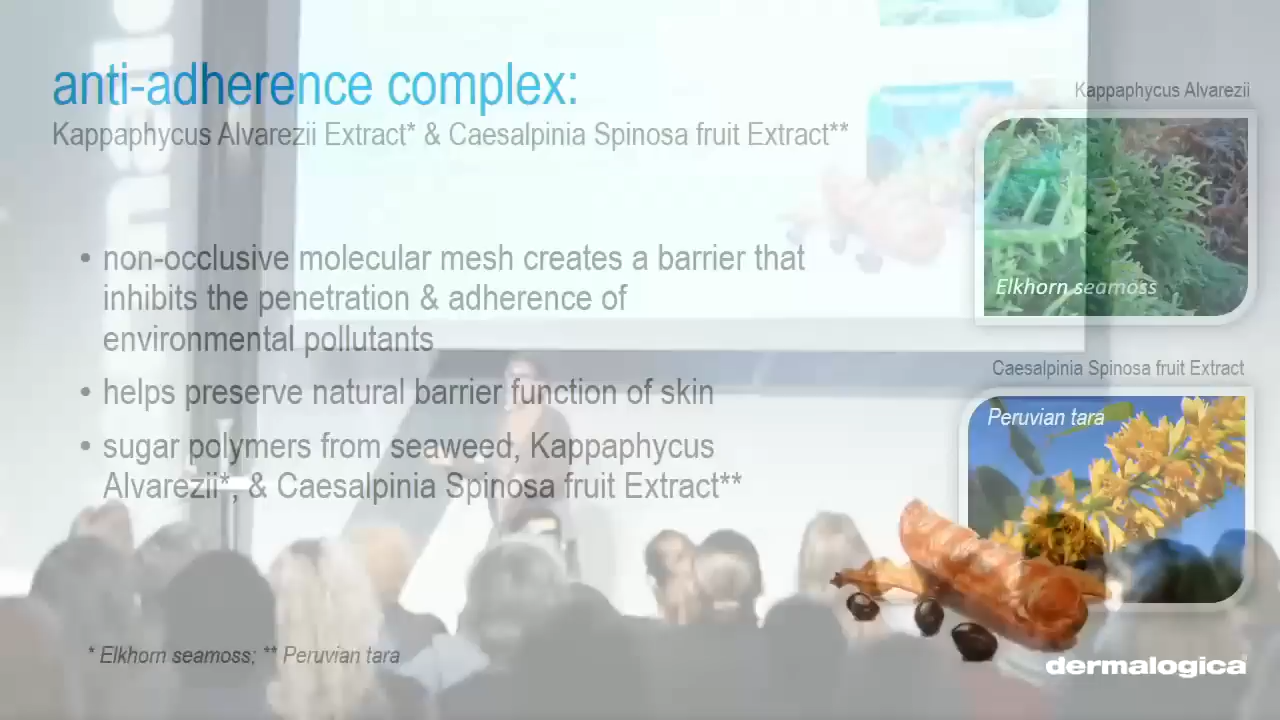 anti-adherence complex:
Kappaphycus Alvarezii Extract* & Caesalpinia Spinosa fruit Extract**
Kappaphycus Alvarezii
Elkhorn seamoss
• non-occlusive molecular mesh creates a barrier that
inhibits the penetration & adherence of
environmental pollutants
• helps preserve natural barrier function of skin
• sugar polymers from seaweed, Kappaphycus
Alvarezii*, & Caesalpinia Spinosa fruit Extract**
Caesalpinia Spinosa fruit Extract
Peruvian tara
* Elkhorn seamoss; ** Peruvian tara
dermalogica